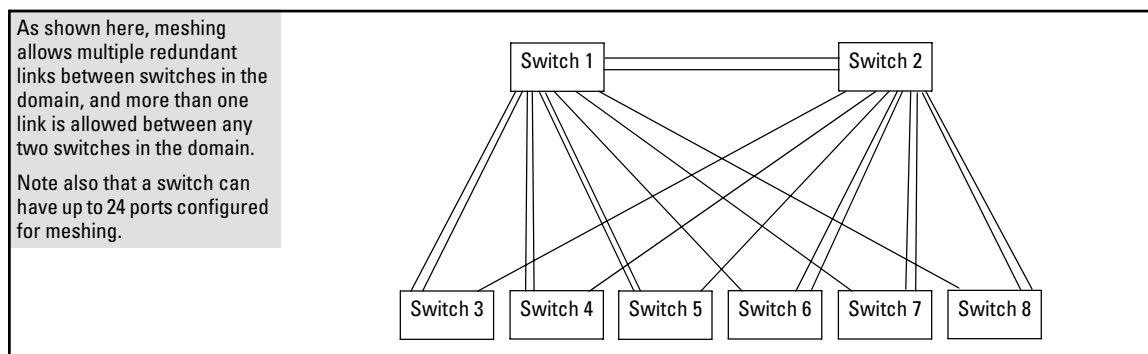 As shown here, meshing
allows multiple redundant
links between switches in the
domain, and more than one
link is allowed between any
two switches in the domain.
Note also that a switch can
have up to 24 ports configured
for meshing.
Switch 1
Switch 2
Switch 3
Switch 4
Switch 5
Switch 6
Switch 7
Switch 8